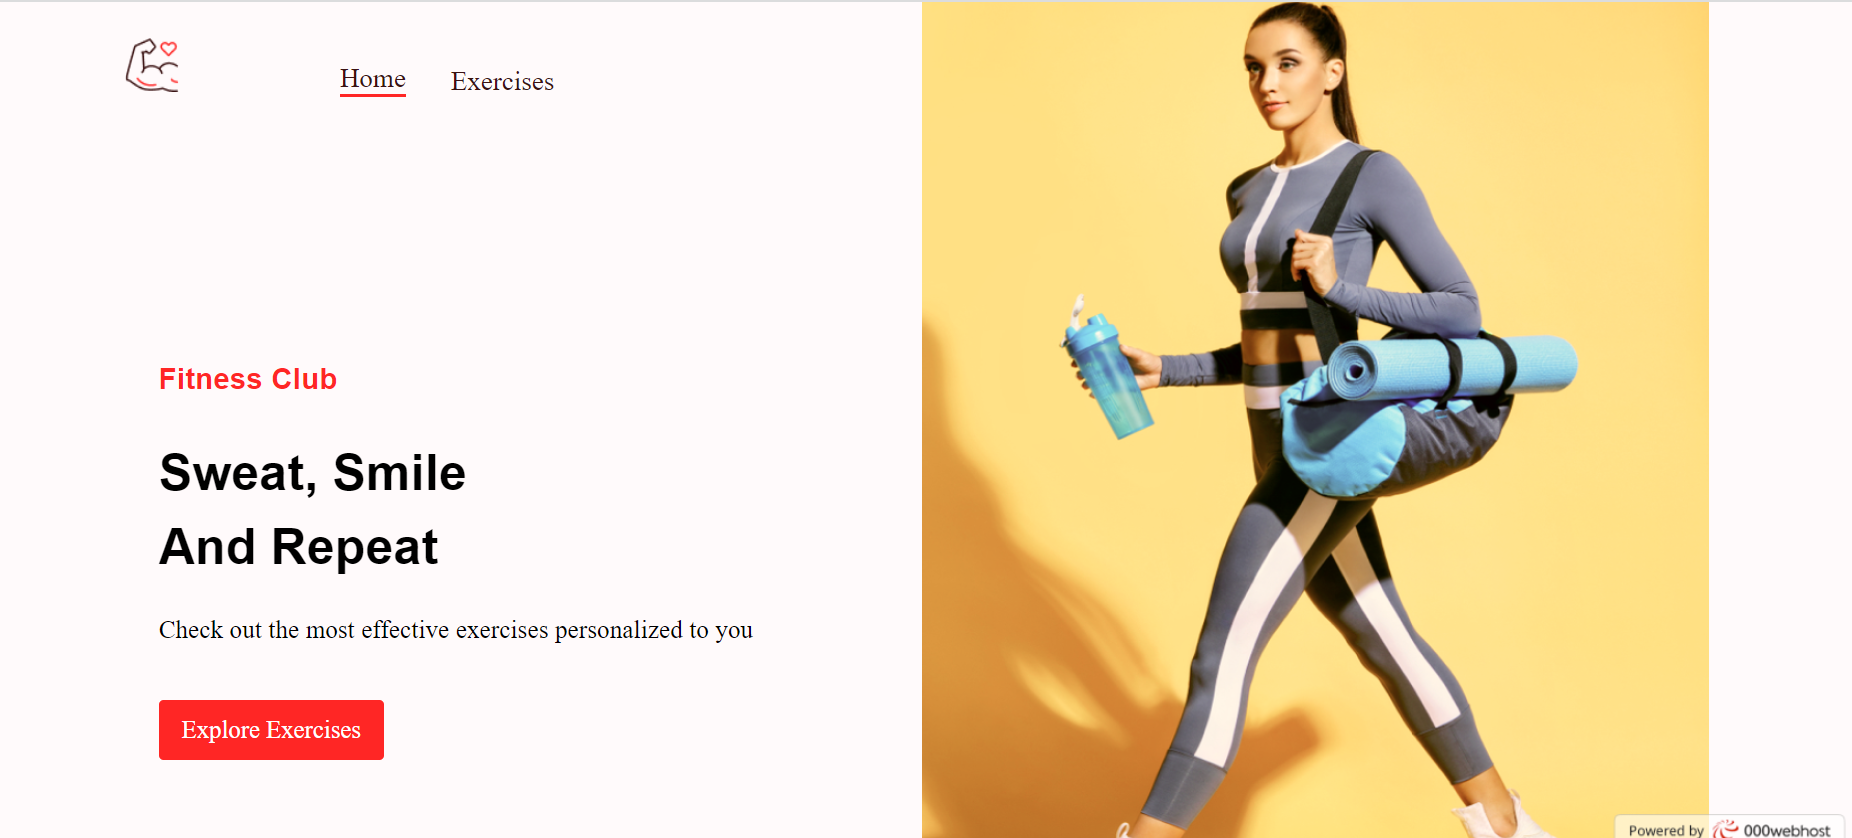 Home
Exercises
Fitness Club
Sweat, Smile
And Repeat
Check out the most effective exercises personalized to you
Explore Exercises
Powered by 000webhost